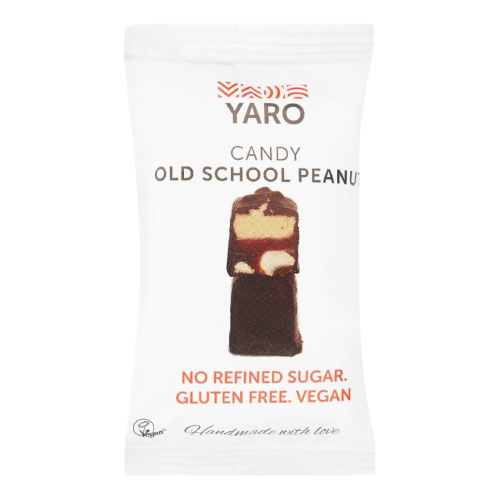 YARO
CANDY
OLD SCHOOL PEANUT
NO REFINED SUGAR.
GLUTEN FREE. VEGAN
Vegan
Handmade with love